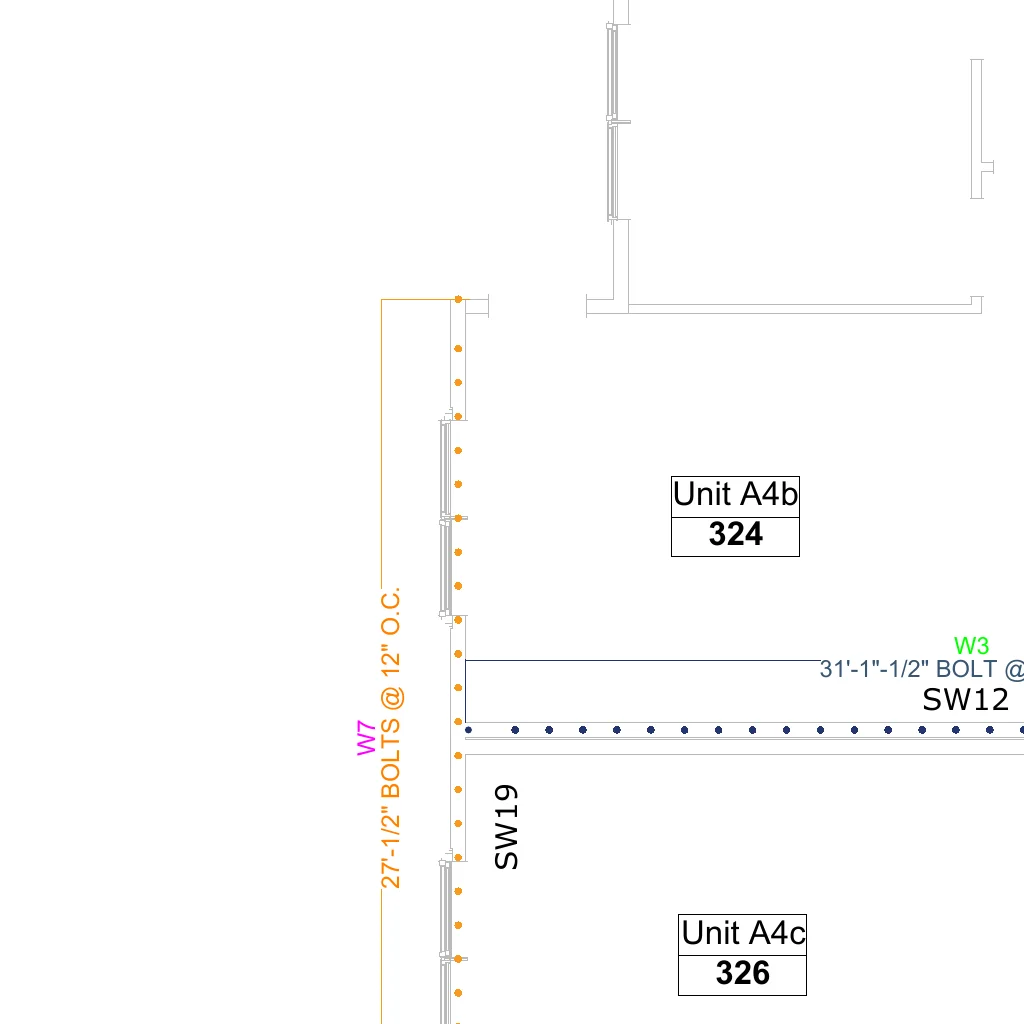 Unit A4b
324
W3
31'-1"-1/2" BOLT @
SW12
W7
27'-1/2" BOLTS @ 12" O.C.
SW19
Unit A4c
326